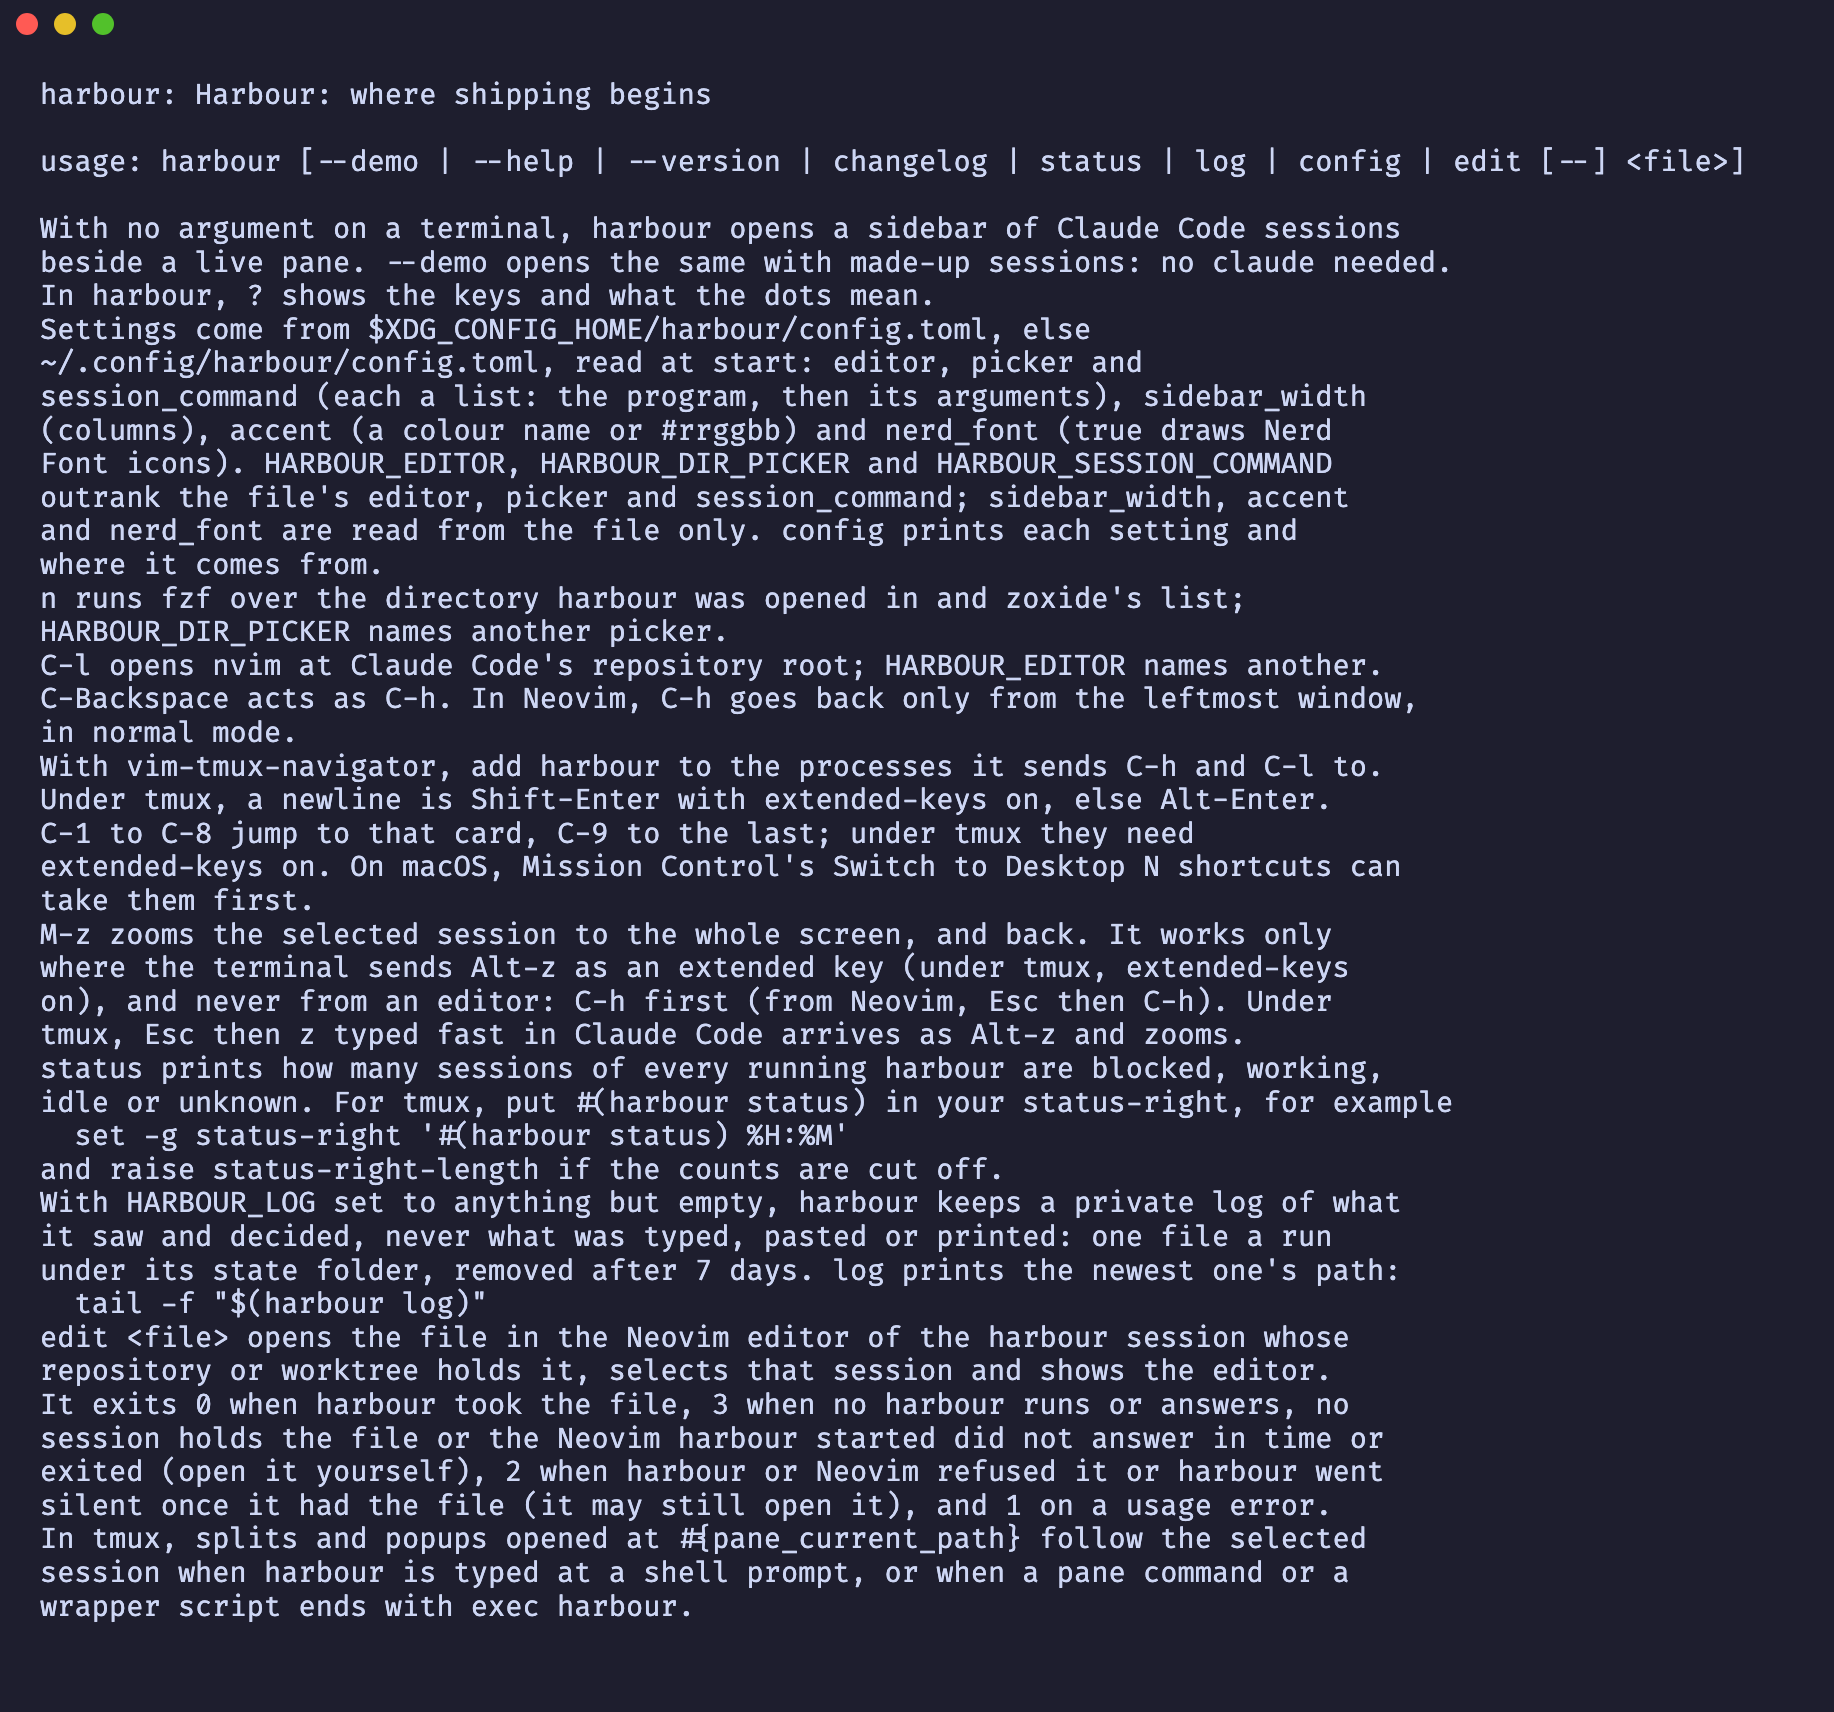 harbour: Harbour: where shipping begins
usage: harbour [--demo | --help | --version | changelog | status | log | config | edit [--] <file>]
With no argument on a terminal, harbour opens a sidebar of Claude Code sessions
beside a live pane. --demo opens the same with made-up sessions: no claude needed.
In harbour, ? shows the keys and what the dots mean.
Settings come from $XDG_CONFIG_HOME/harbour/config.toml, else
~/.config/harbour/config.toml, read at start: editor, picker and
session_command (each a list: the program, then its arguments), sidebar_width
(columns), accent (a colour name or #rrggbb) and nerd_font (true draws Nerd
Font icons). HARBOUR_EDITOR, HARBOUR_DIR_PICKER and HARBOUR_SESSION_COMMAND
outrank the file's editor, picker and session_command; sidebar_width, accent
and nerd_font are read from the file only. config prints each setting and
where it comes from.
n runs fzf over the directory harbour was opened in and zoxide's list;
HARBOUR_DIR_PICKER names another picker.
C-l opens nvim at Claude Code's repository root; HARBOUR_EDITOR names another.
C-Backspace acts as C-h. In Neovim, C-h goes back only from the leftmost window,
in normal mode.
With vim-tmux-navigator, add harbour to the processes it sends C-h and C-l to.
Under tmux, a newline is Shift-Enter with extended-keys on, else Alt-Enter.
C-1 to C-8 jump to that card, C-9 to the last; under tmux they need
extended-keys on. On macOS, Mission Control's Switch to Desktop N shortcuts can
take them first.
M-z zooms the selected session to the whole screen, and back. It works only
where the terminal sends Alt-z as an extended key (under tmux, extended-keys
on), and never from an editor: C-h first (from Neovim, Esc then C-h). Under
tmux, Esc then z typed fast in Claude Code arrives as Alt-z and zooms.
status prints how many sessions of every running harbour are blocked, working,
idle or unknown. For tmux, put #(harbour status) in your status-right, for example
  set -g status-right '#(harbour status) %H:%M'
and raise status-right-length if the counts are cut off.
With HARBOUR_LOG set to anything but empty, harbour keeps a private log of what
it saw and decided, never what was typed, pasted or printed: one file a run
under its state folder, removed after 7 days. log prints the newest one's path:
  tail -f "$(harbour log)"
edit <file> opens the file in the Neovim editor of the harbour session whose
repository or worktree holds it, selects that session and shows the editor.
It exits 0 when harbour took the file, 3 when no harbour runs or answers, no
session holds the file or the Neovim harbour started did not answer in time or
exited (open it yourself), 2 when harbour or Neovim refused it or harbour went
silent once it had the file (it may still open it), and 1 on a usage error.
In tmux, splits and popups opened at #{pane_current_path} follow the selected
session when harbour is typed at a shell prompt, or when a pane command or a
wrapper script ends with exec harbour.